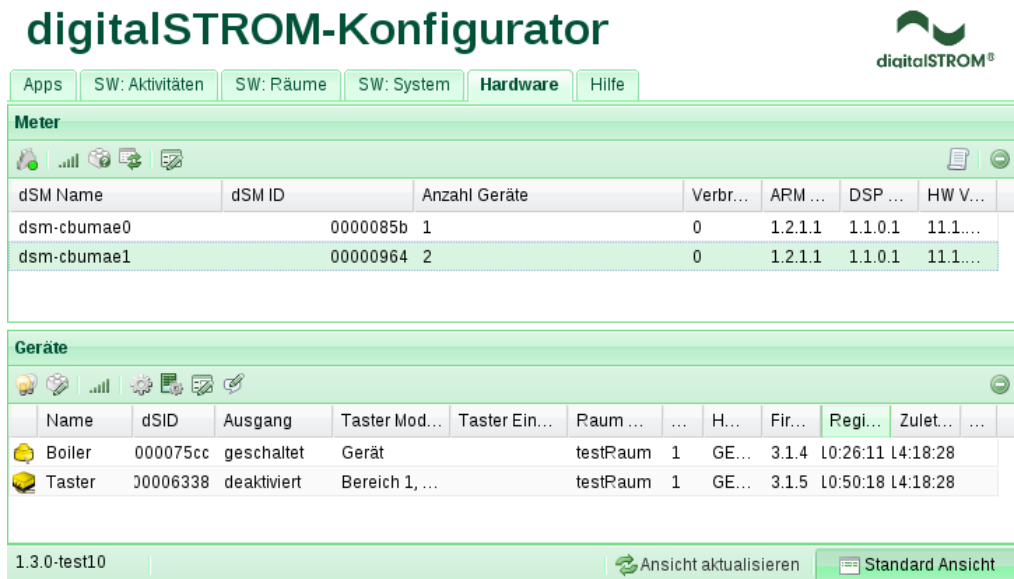 digitalSTROM-Konfigurator
digitalSTROM®
Apps SW: Aktivitäten SW: Räume SW: System Hardware Hilfe
Meter
dSM Name dSM ID Anzahl Geräte Verbr... ARM ... DSP ... HW V...
dsm-cbumae0 0000085b 1 0 1.2.1.1 1.1.0.1 11.1....
dsm-cbumae1 00000964 2 0 1.2.1.1 1.1.0.1 11.1....
Geräte
Name dSID Ausgang Taster Mod... Taster Ein... Raum ... ... H... Fir... Regi... Zulet... ...
Boiler 000075cc geschaltet Gerät testRaum 1 GE... 3.1.4 10:26:11 14:18:28
Taster 00006338 deaktiviert Bereich 1, ... testRaum 1 GE... 3.1.5 10:50:18 14:18:28
1.3.0-test10 Ansicht aktualisieren Standard Ansicht